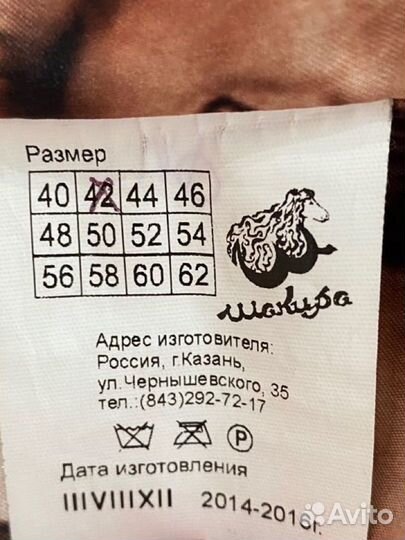 Размер
40 42 44 46
48 50 52 54
56 58 60 62
шакира
Адрес изготовителя:
Россия, г.Казань,
ул.Чернышевского, 35
тел.:(843)292-72-17
P
Дата изготовления
IIIVIIIXII 2014-2016г.
Avito